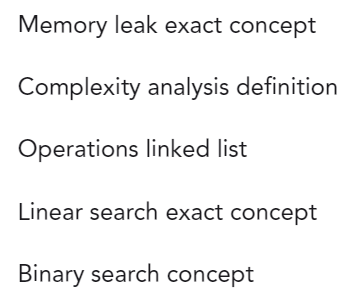 Memory leak exact concept
Complexity analysis definition
Operations linked list
Linear search exact concept
Binary search concept